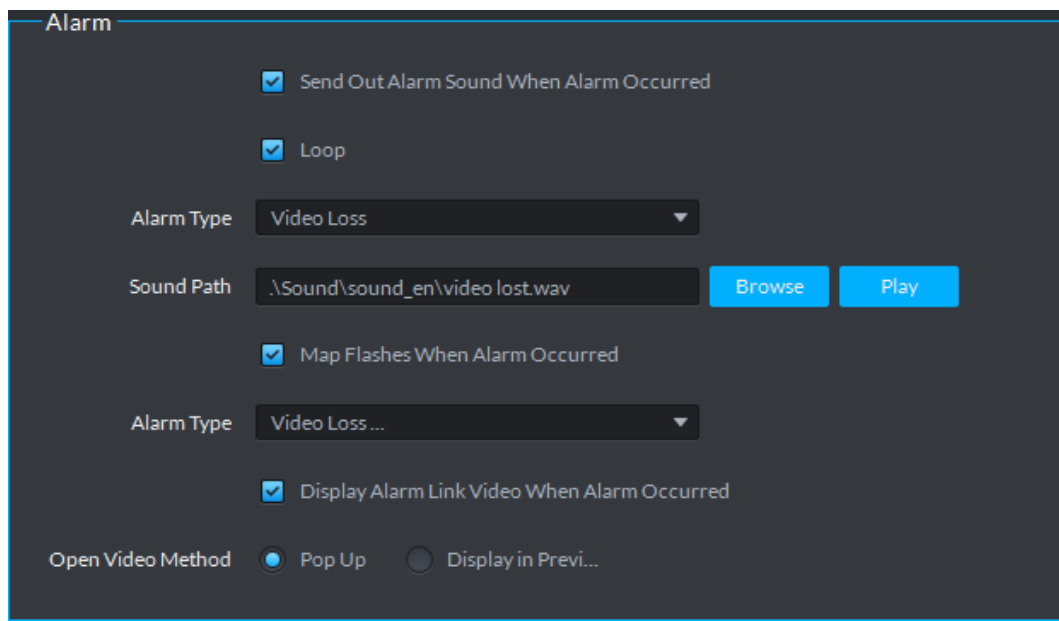 Alarm
Send Out Alarm Sound When Alarm Occurred
Loop
Alarm Type Video Loss
Sound Path .\Sound\sound_en\video lost.wav Browse Play
Map Flashes When Alarm Occurred
Alarm Type Video Loss ...
Display Alarm Link Video When Alarm Occurred
Open Video Method Pop Up Display in Previ...